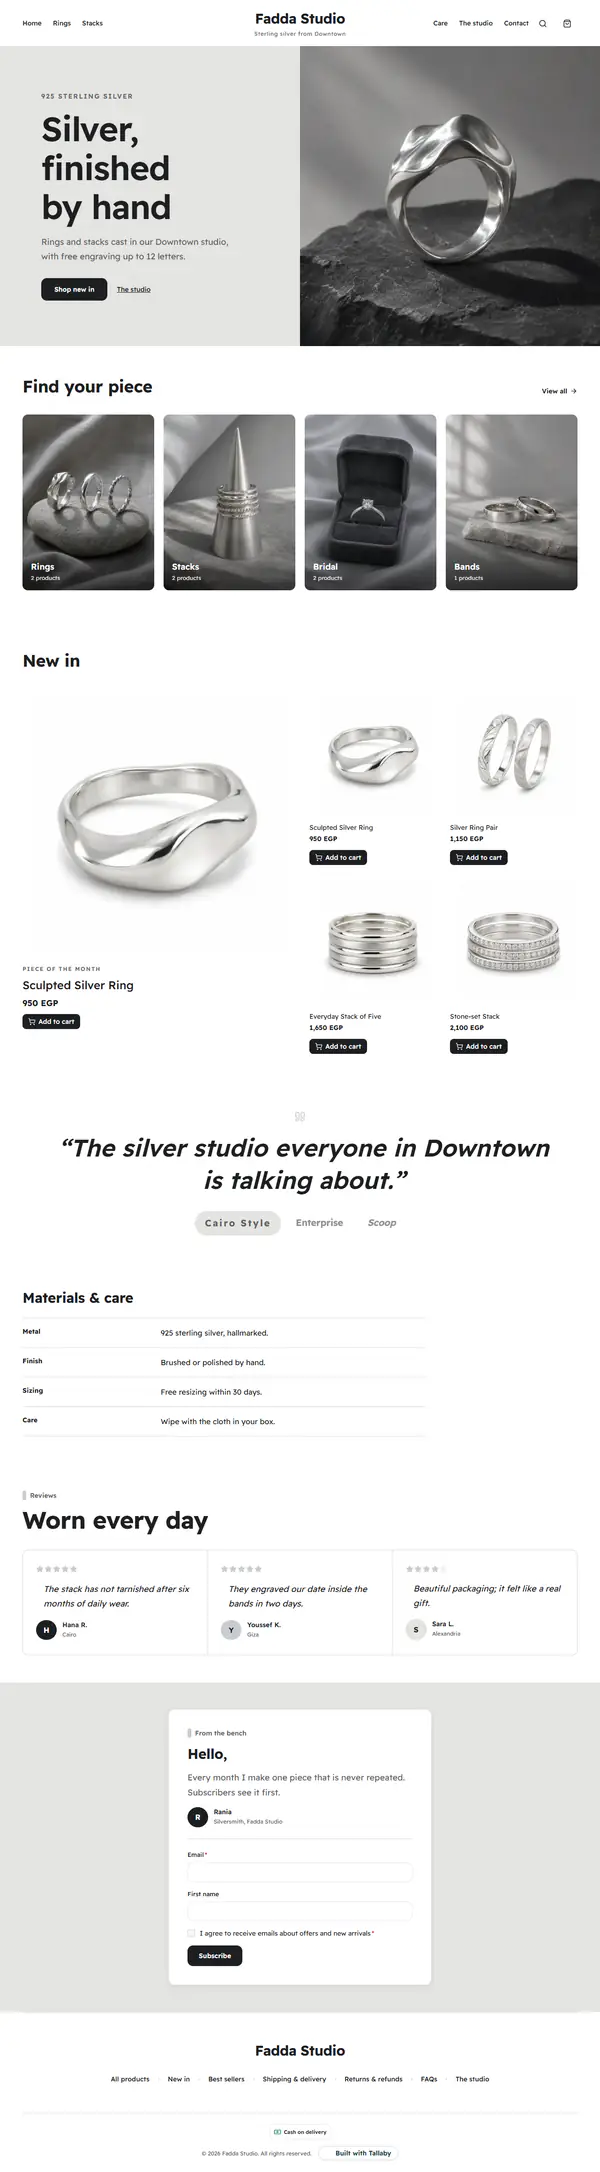 Home Rings Stacks
Fadda Studio
Sterling silver from Downtown
Care The studio Contact
925 STERLING SILVER
Silver,
finished
by hand
Rings and stacks cast in our Downtown studio,
with free engraving up to 12 letters.
Shop new in The studio
Find your piece
View all
Rings
2 products
Stacks
2 products
Bridal
2 products
Bands
1 products
New in
PIECE OF THE MONTH
Sculpted Silver Ring
950 EGP
Add to cart
Sculpted Silver Ring
950 EGP
Add to cart
Silver Ring Pair
1,150 EGP
Add to cart
Everyday Stack of Five
1,650 EGP
Add to cart
Stone-set Stack
2,100 EGP
Add to cart
“The silver studio everyone in Downtown
is talking about.”
Cairo Style Enterprise Scoop
Materials & care
Metal 925 sterling silver, hallmarked.
Finish Brushed or polished by hand.
Sizing Free resizing within 30 days.
Care Wipe with the cloth in your box.
Reviews
Worn every day
The stack has not tarnished after six
months of daily wear.
H
Hana R.
Cairo
They engraved our date inside the
bands in two days.
Y
Youssef K.
Giza
Beautiful packaging; it felt like a real
gift.
S
Sara L.
Alexandria
From the bench
Hello,
Every month I make one piece that is never repeated.
Subscribers see it first.
R
Rania
Silversmith, Fadda Studio
Email*
First name
I agree to receive emails about offers and new arrivals*
Subscribe
Fadda Studio
All products · New in · Best sellers · Shipping & delivery · Returns & refunds · FAQs · The studio
Cash on delivery
© 2026 Fadda Studio. All rights reserved. Built with Tallaby